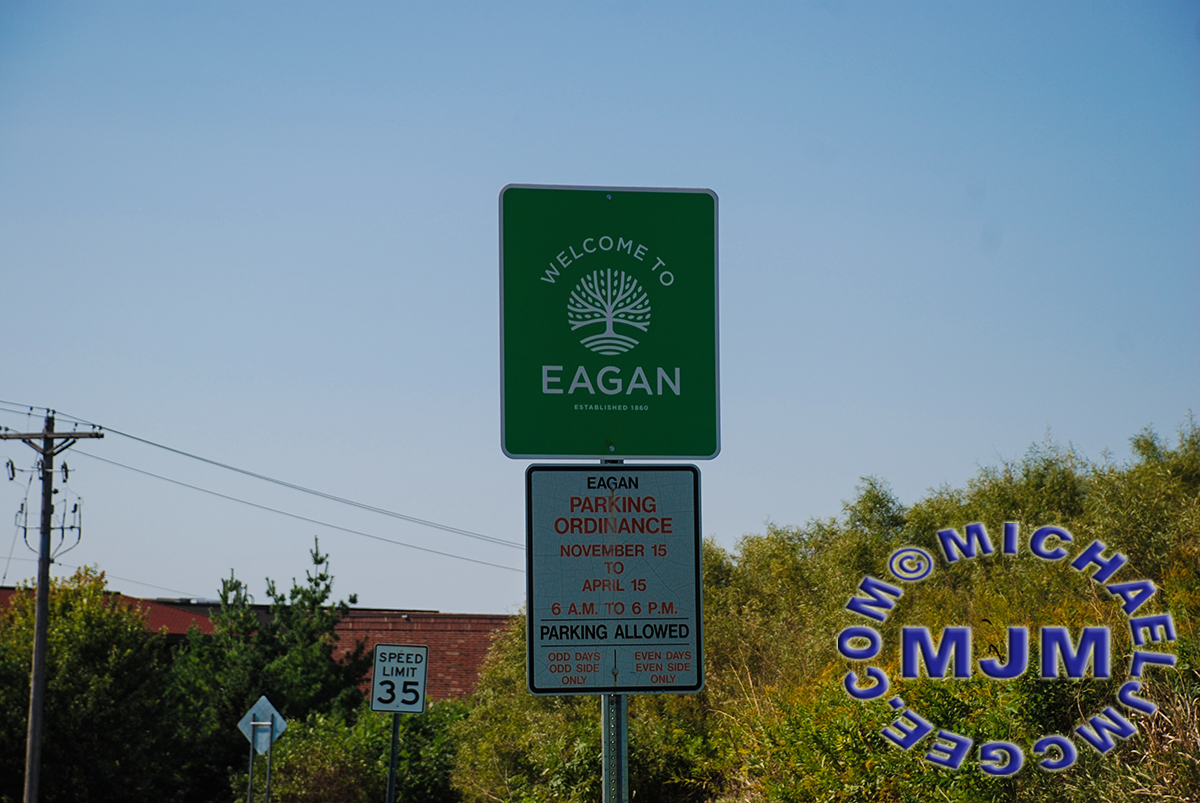 WELCOME TO
EAGAN
ESTABLISHED 1860
EAGAN
PARKING
ORDINANCE
NOVEMBER 15
TO
APRIL 15
6 A.M. TO 6 P.M.
PARKING ALLOWED
ODD DAYS
ODD SIDE
ONLY
EVEN DAYS
EVEN SIDE
ONLY
SPEED
LIMIT
35
©MICHAELJMCGEE.COM
MJM